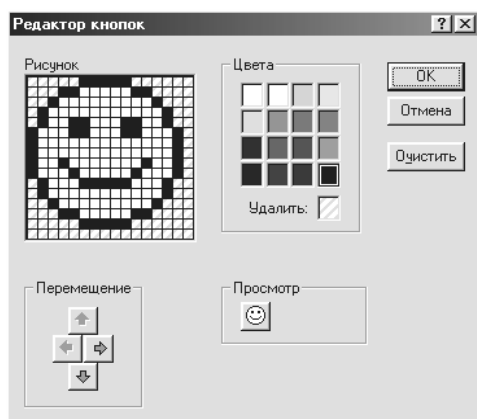 Редактор кнопок
Рисунок
Цвета
OK
Отмена
Очистить
Удалить:
Перемещение
Просмотр